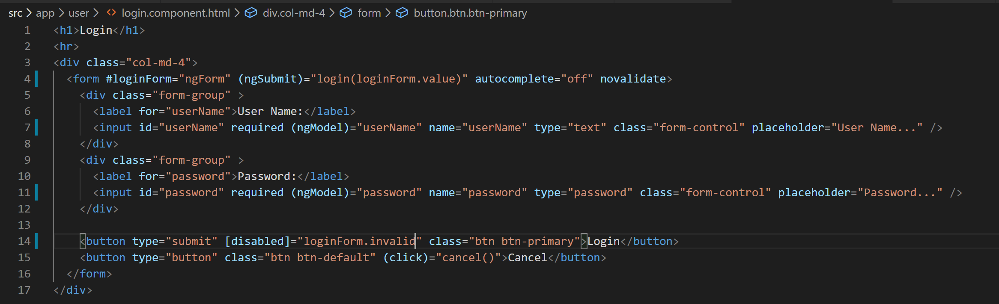 src > app > user > <> login.component.html > div.col-md-4 > form > button.btn.btn-primary
1 <h1>Login</h1>
2 <hr>
3 <div class="col-md-4">
4 <form #loginForm="ngForm" (ngSubmit)="login(loginForm.value)" autocomplete="off" novalidate>
5 <div class="form-group" >
6 <label for="userName">User Name:</label>
7 <input id="userName" required (ngModel)="userName" name="userName" type="text" class="form-control" placeholder="User Name..." />
8 </div>
9 <div class="form-group" >
10 <label for="password">Password:</label>
11 <input id="password" required (ngModel)="password" name="password" type="password" class="form-control" placeholder="Password..." />
12 </div>
13
14 <button type="submit" [disabled]="loginForm.invalid" class="btn btn-primary">Login</button>
15 <button type="button" class="btn btn-default" (click)="cancel()">Cancel</button>
16 </form>
17 </div>